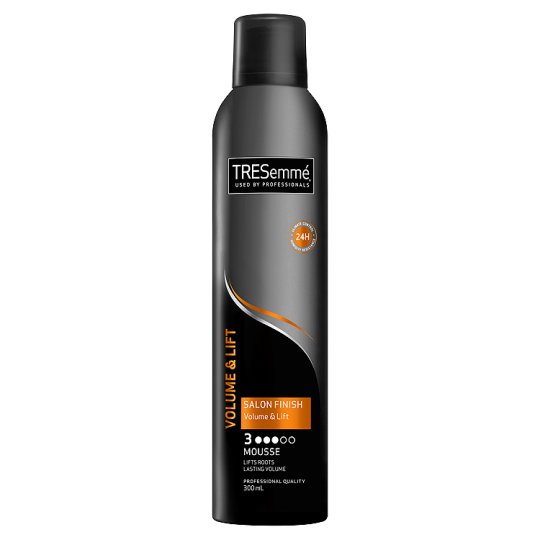 TRESemmé
USED BY PROFESSIONALS
24H
VOLUME & LIFT
SALON FINISH
Volume & Lift
3
MOUSSE
LIFTS ROOTS
LASTING VOLUME
PROFESSIONAL QUALITY
300mL